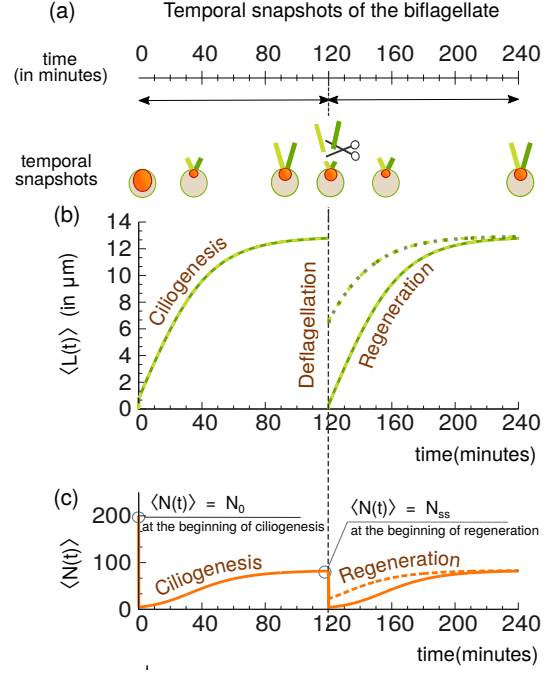 (a) Temporal snapshots of the biflagellate
time
(in minutes)
0 40 80 120 160 200 240
temporal
snapshots
(b)
⟨L(t)⟩ (in μm)
14
12
10
8
6
4
2
0
Ciliogenesis
Deflagellation
Regeneration
0 40 80 120 160 200 240
time(minutes)
(c)
⟨N(t)⟩ = N₀
at the beginning of ciliogenesis
⟨N(t)⟩ = Nss
at the beginning of regeneration
⟨N(t)⟩
200
100
0
Ciliogenesis
Regeneration
0 40 80 120 160 200 240
time(minutes)